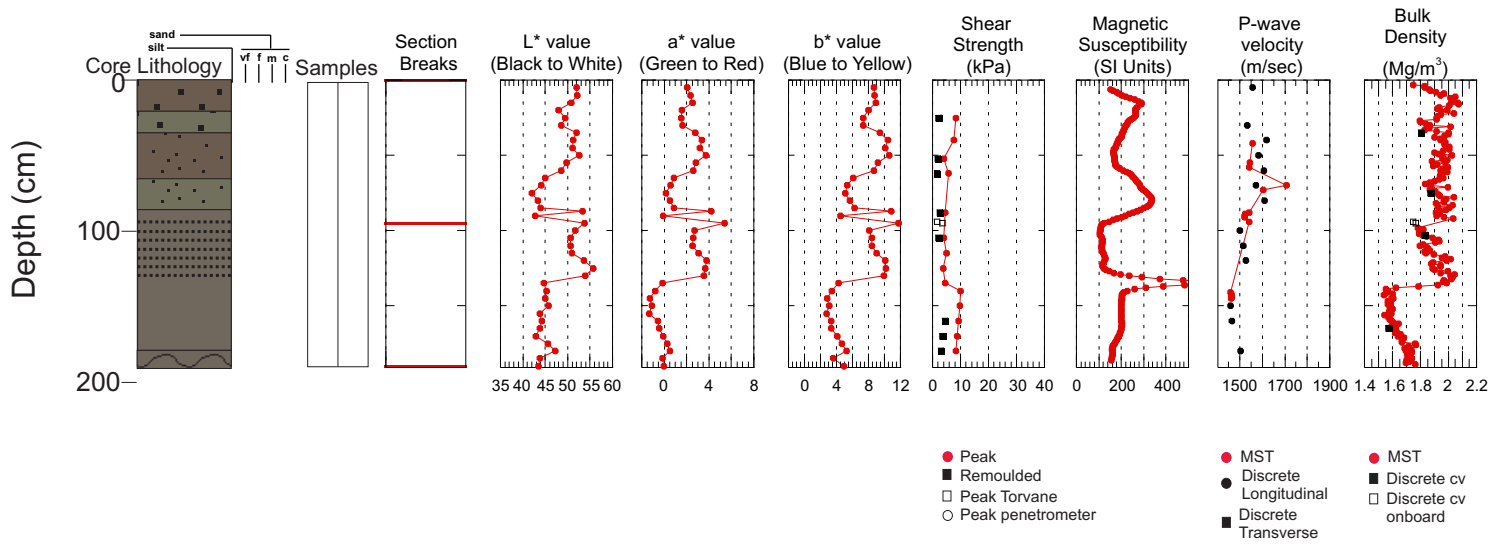 sand
silt
vf f m c
Core Lithology
Samples
Section
Breaks
L* value
(Black to White)
a* value
(Green to Red)
b* value
(Blue to Yellow)
Shear
Strength
(kPa)
Magnetic
Susceptibility
(SI Units)
P-wave
velocity
(m/sec)
Bulk
Density
(Mg/m³)
Depth (cm)
0
100
200
35 40 45 50 55 60
0 4 8
0 4 8 12
0 10 20 30 40
0 200 400
1500 1700 1900
1.4 1.6 1.8 2 2.2
Peak
Remoulded
Peak Torvane
Peak penetrometer
MST
Discrete
Longitudinal
Discrete
Transverse
MST
Discrete cv
Discrete cv
onboard